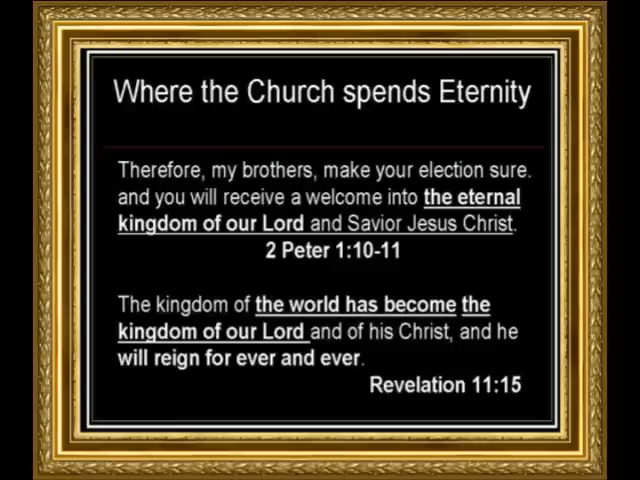 Where the Church spends Eternity
Therefore, my brothers, make your election sure.
and you will receive a welcome into the eternal
kingdom of our Lord and Savior Jesus Christ.
2 Peter 1:10-11
The kingdom of the world has become the
kingdom of our Lord and of his Christ, and he
will reign for ever and ever.
Revelation 11:15